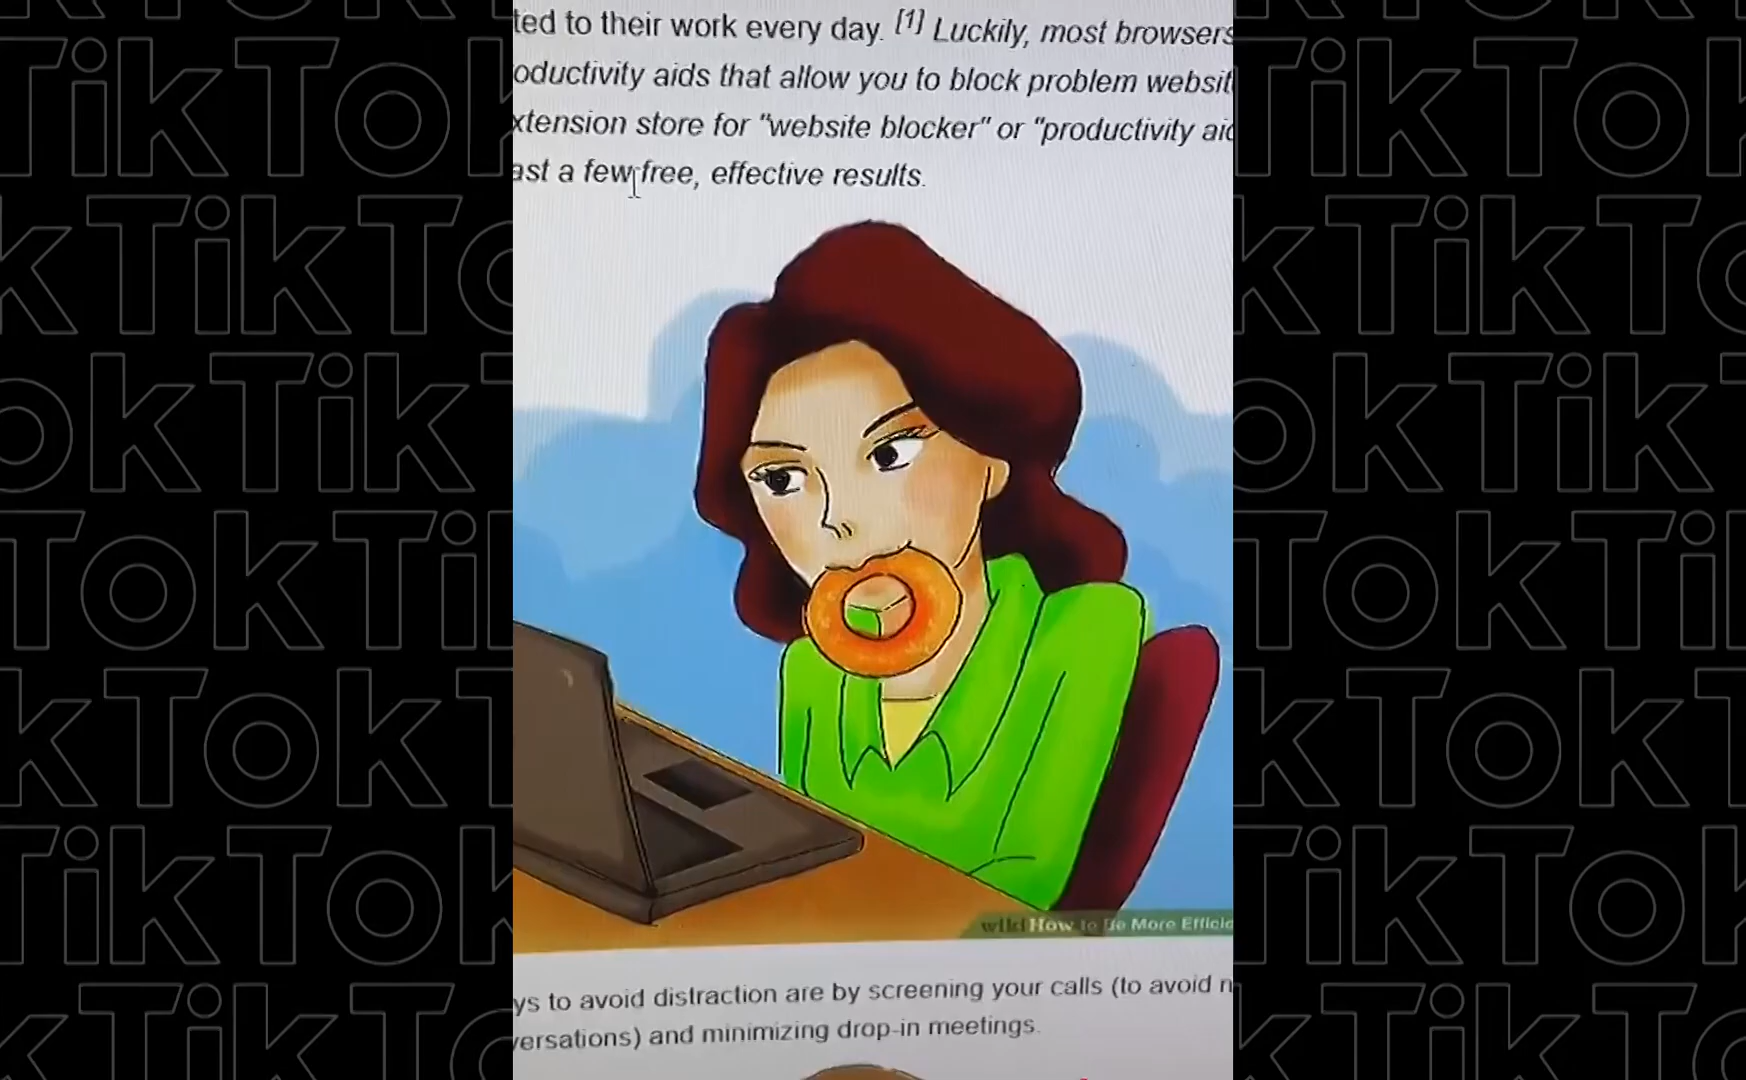 ted to their work every day. [1] Luckily, most browsers
oductivity aids that allow you to block problem websit
xtension store for "website blocker" or "productivity aid
ast a few free, effective results.
wikiHow to Be More Efficie
ys to avoid distraction are by screening your calls (to avoid n
versations) and minimizing drop-in meetings.
TikTok